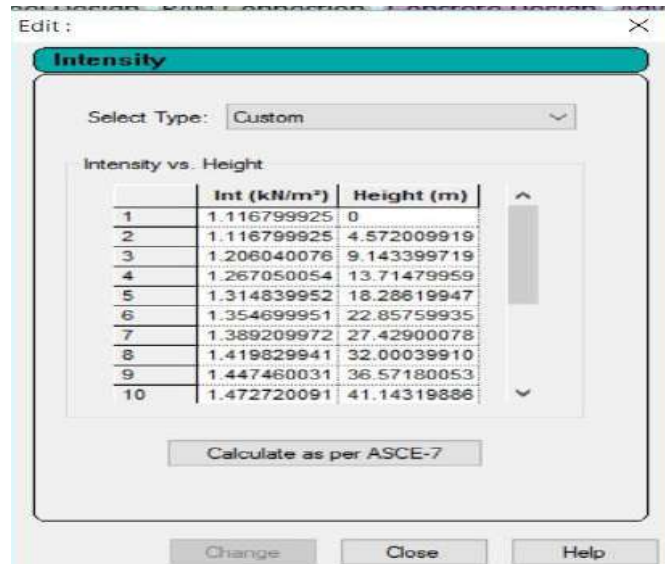 Edit :
Intensity
Select Type: Custom
Intensity vs. Height
Int (kN/m²) Height (m)
1 1.116799925 0
2 1.116799925 4.572009919
3 1.206040076 9.143399719
4 1.267050054 13.71479959
5 1.314839952 18.28619947
6 1.354699951 22.85759935
7 1.389209972 27.42900078
8 1.419829941 32.00039910
9 1.447460031 36.57180053
10 1.472720091 41.14319886
Calculate as per ASCE-7
Change Close Help